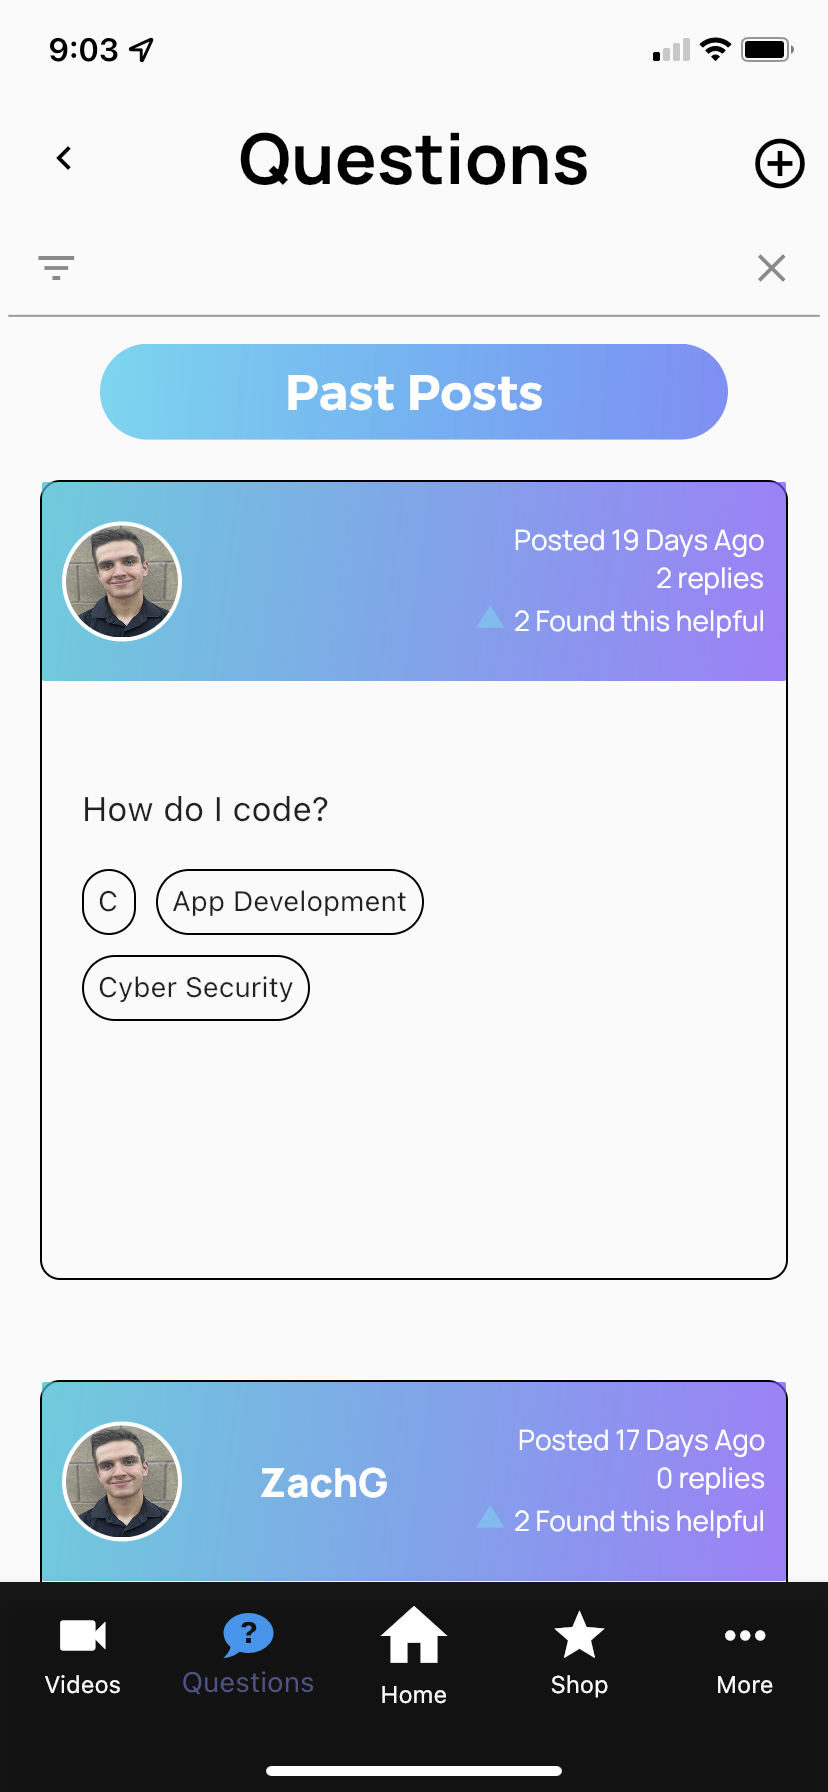 9:03
Questions
Past Posts
Posted 19 Days Ago
2 replies
2 Found this helpful
How do I code?
C
App Development
Cyber Security
Posted 17 Days Ago
ZachG
0 replies
2 Found this helpful
?
Videos
Questions
Home
Shop
More